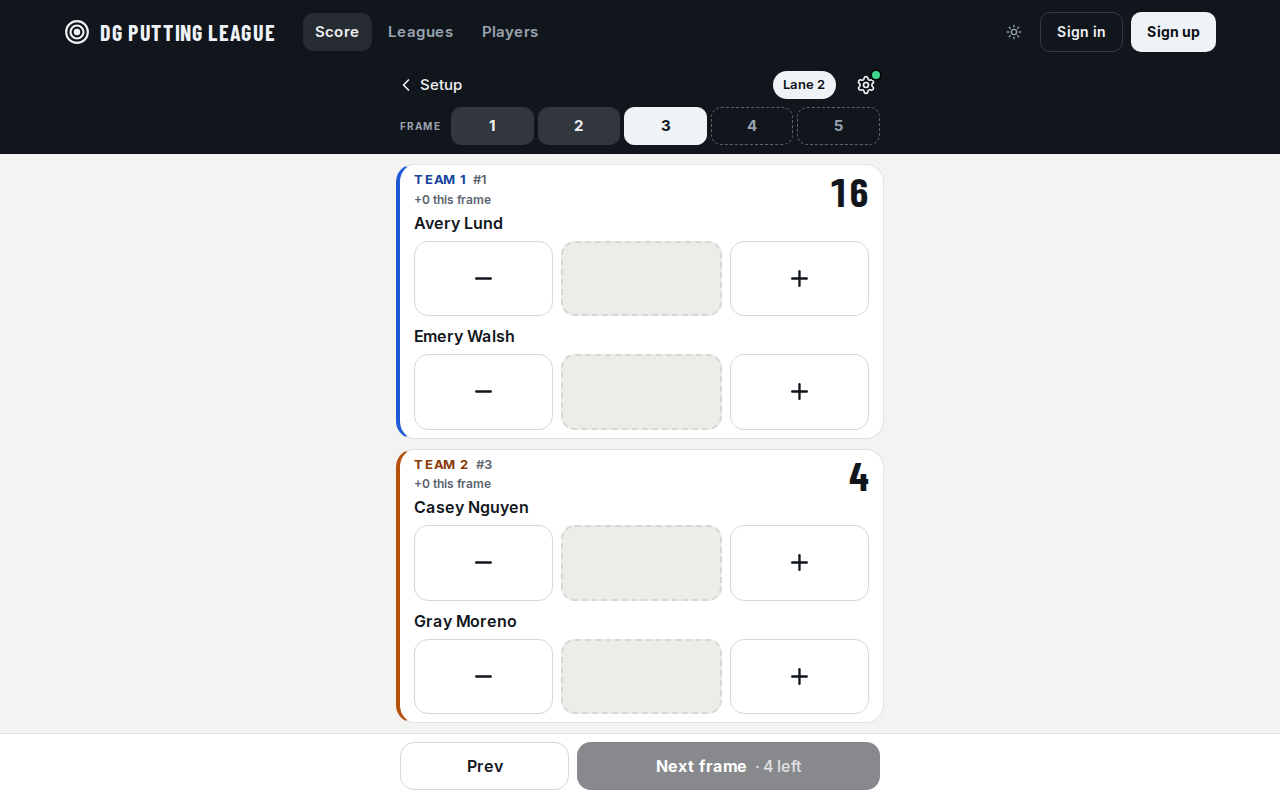 DG PUTTING LEAGUE Score Leagues Players Sign in Sign up
Setup Lane 2
FRAME 1 2 3 4 5
TEAM 1 #1
+0 this frame
16
Avery Lund
− +
Emery Walsh
− +
TEAM 2 #3
+0 this frame
4
Casey Nguyen
− +
Gray Moreno
− +
Prev Next frame · 4 left